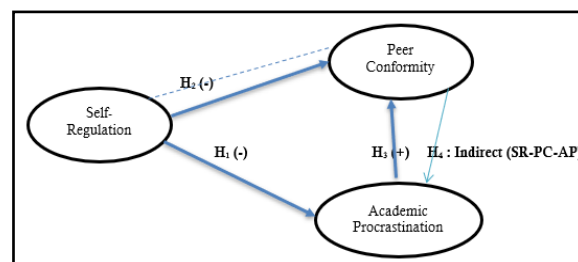 Peer
Conformity
H₂ (-)
Self-
Regulation
H₁ (-)
H₃ (+)
H₄ : Indirect (SR-PC-AP)
Academic
Procrastination